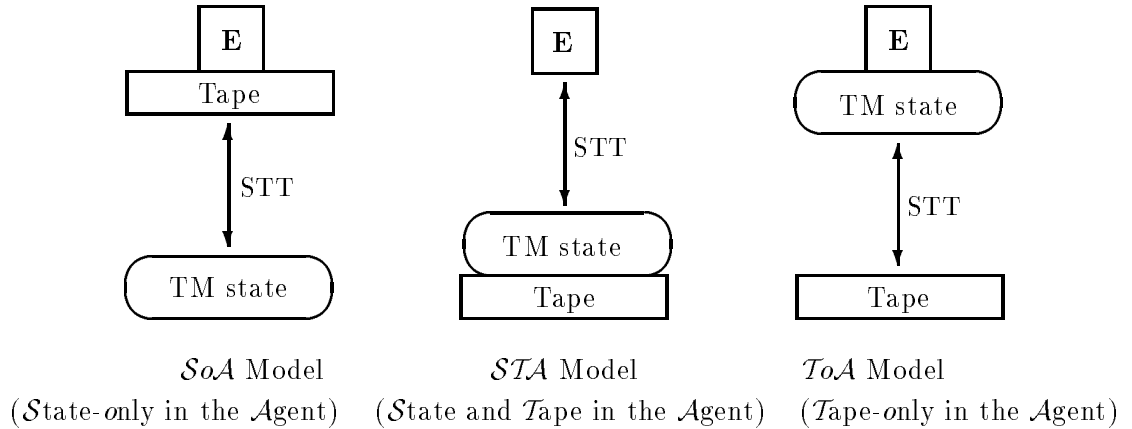 E
Tape
STT
TM state
SoA Model
(State-only in the Agent)
E
STT
TM state
Tape
STA Model
(State and Tape in the Agent)
E
TM state
STT
Tape
ToA Model
(Tape-only in the Agent)